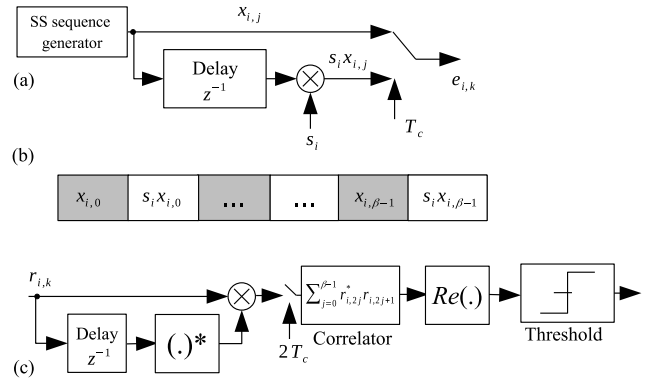 SS sequence generator
x_{i,j}
(a)
Delay z^{-1}
s_i x_{i,j}
e_{i,k}
s_i
T_c
(b)
x_{i,0} s_i x_{i,0} ... ... x_{i,β−1} s_i x_{i,β−1}
r_{i,k}
∑_{j=0}^{β−1} r^*_{i,2j} r_{i,2j+1}
Re(.)
Delay z^{-1}
(.)*
2T_c
Correlator
Threshold
(c)